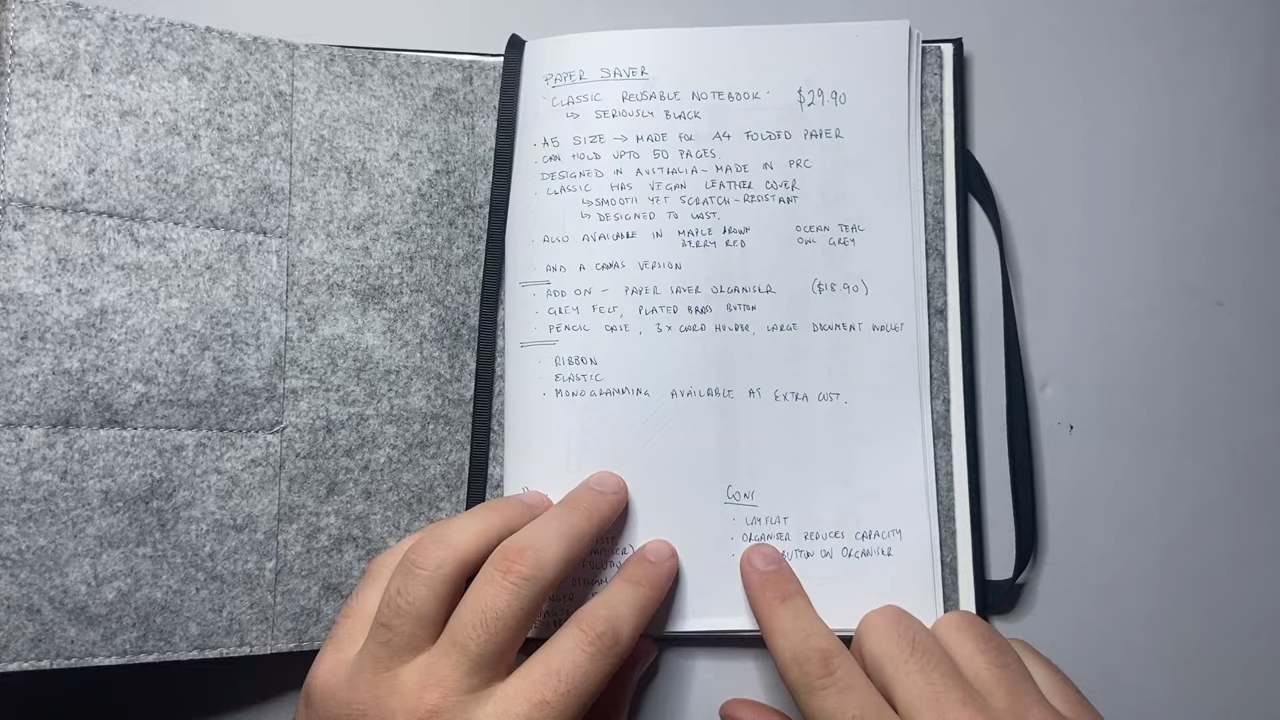 PAPER SAVER
"CLASSIC REUSABLE NOTEBOOK" $29.90
↳ SERIOUSLY BLACK
· A5 SIZE → MADE FOR A4 FOLDED PAPER
· CAN HOLD UPTO 50 PAGES.
DESIGNED IN AUSTRALIA - MADE IN PRC
· CLASSIC HAS VEGAN LEATHER COVER
↳ SMOOTH YET SCRATCH-RESISTANT
↳ DESIGNED TO LAST.
· ALSO AVAILABLE IN MAPLE BROWN OCEAN TEAL
BERRY RED OWL GREY
· AND A CANAS VERSION
· ADD ON - PAPER SAVER ORGANISER ($18.90)
· GREY FELT, PLATED BRASS BUTTON
· PENCIL CASE, 3 x CARD HOLDER, LARGE DOCUMENT WALLET
· RIBBON
· ELASTIC
· MONOGRAMMING AVAILABLE AT EXTRA COST.
CONS
· LAY FLAT
· ORGANISER REDUCES CAPACITY
· BUTTON ON ORGANISER
DESIGN